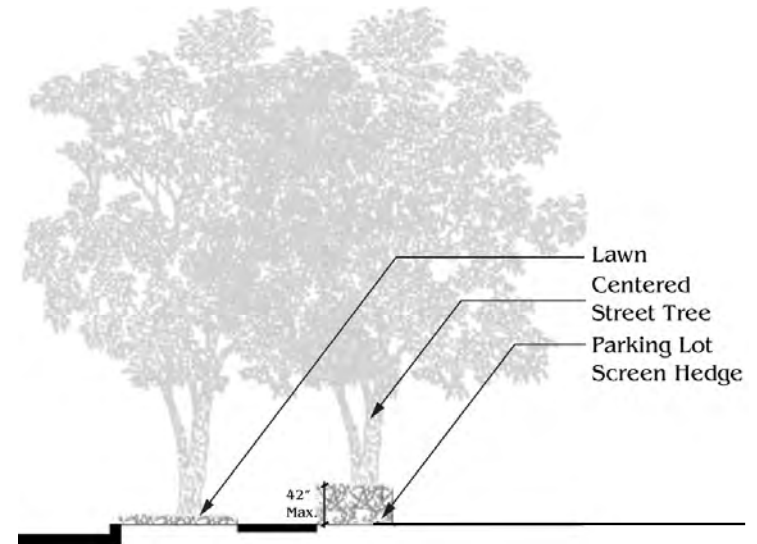 Lawn
Centered
Street Tree
Parking Lot
Screen Hedge
42"
Max.